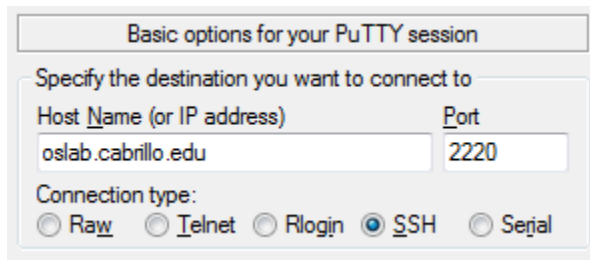 Basic options for your PuTTY session
Specify the destination you want to connect to
Host Name (or IP address) Port
oslab.cabrillo.edu 2220
Connection type:
Raw Telnet Rlogin SSH Serial